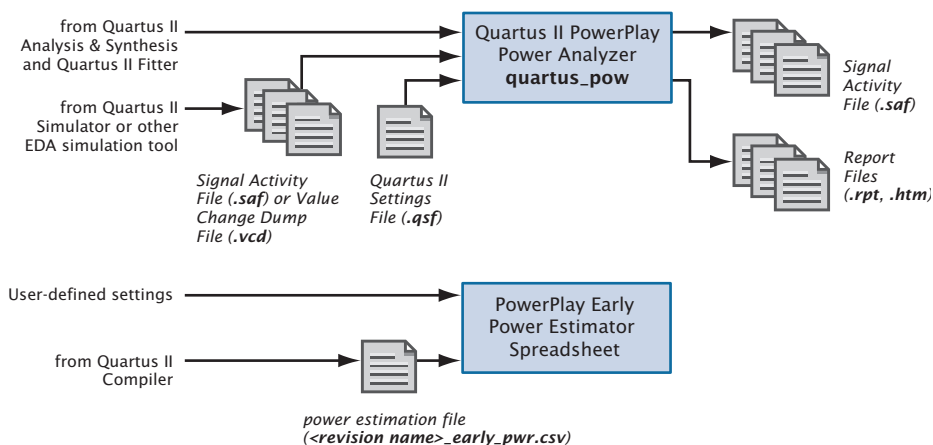 from Quartus II
Analysis & Synthesis
and Quartus II Fitter
Quartus II PowerPlay
Power Analyzer
quartus_pow
Signal
Activity
File (.saf)
from Quartus II
Simulator or other
EDA simulation tool
Signal Activity
File (.saf) or Value
Change Dump
File (.vcd)
Quartus II
Settings
File (.qsf)
Report
Files
(.rpt, .htm)
User-defined settings
PowerPlay Early
Power Estimator
Spreadsheet
from Quartus II
Compiler
power estimation file
(<revision name>_early_pwr.csv)